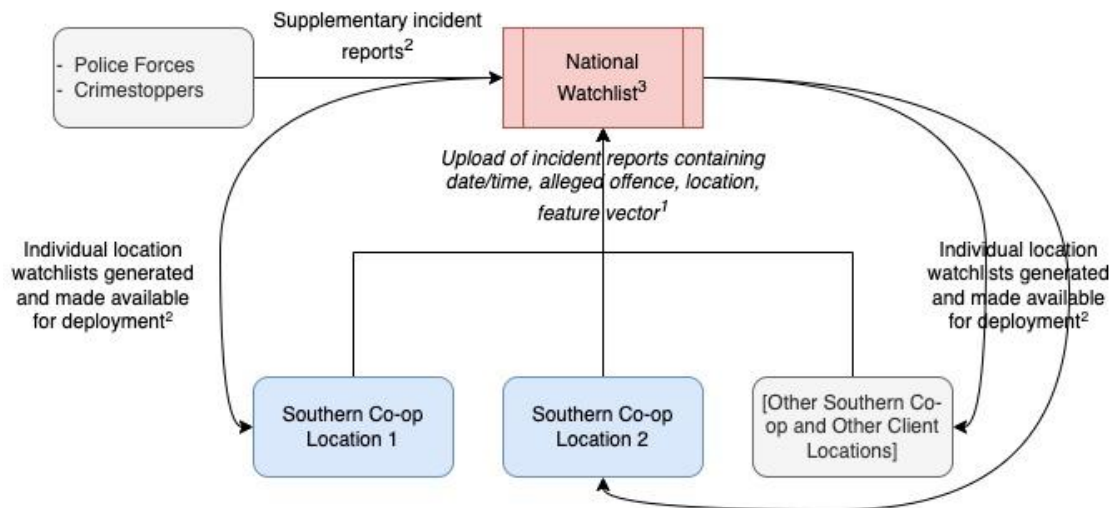 Supplementary incident
reports²
- Police Forces
- Crimestoppers
National
Watchlist³
Upload of incident reports containing
date/time, alleged offence, location,
feature vector¹
Individual location
watchlists generated
and made available
for deployment²
Individual location
watchlists generated
and made available
for deployment²
Southern Co-op
Location 1
Southern Co-op
Location 2
[Other Southern Co-
op and Other Client
Locations]